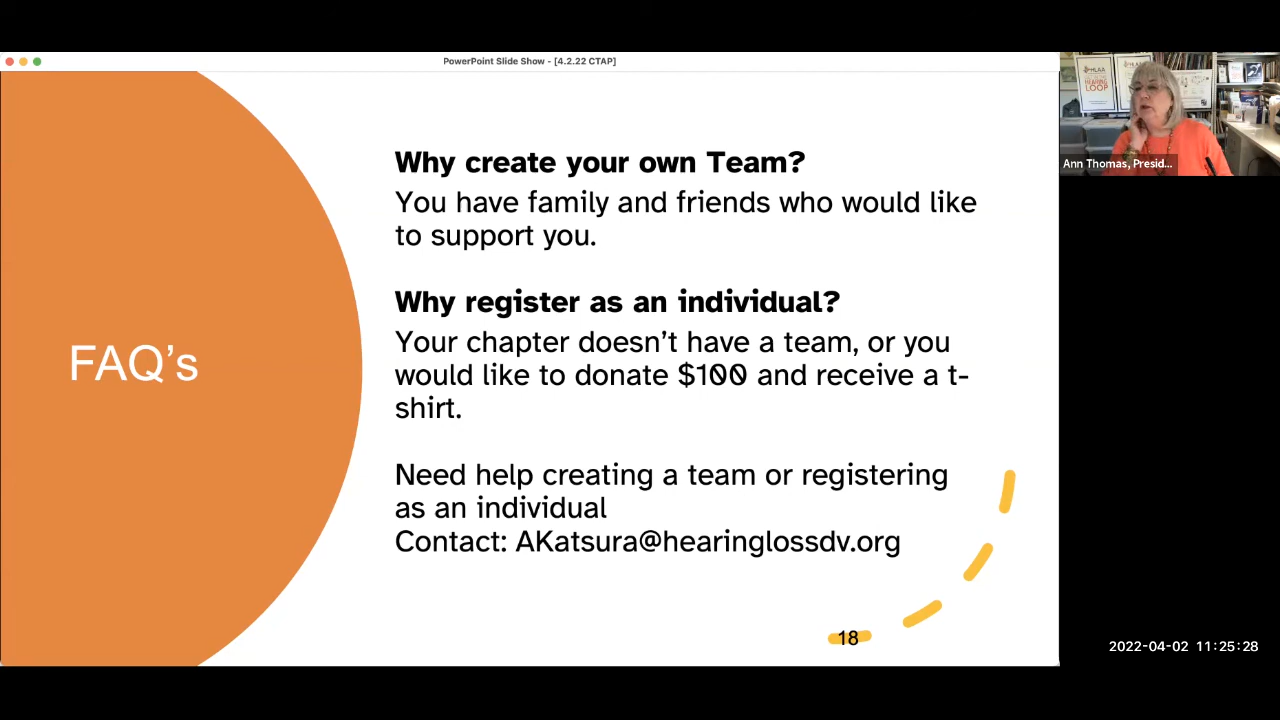 PowerPoint Slide Show - [4.2.22 CTAP]
HLAA
HEARING
LOOP
Ann Thomas, Presid...
Why create your own Team?
You have family and friends who would like
to support you.
Why register as an individual?
Your chapter doesn’t have a team, or you
would like to donate $100 and receive a t-
shirt.
FAQ’s
Need help creating a team or registering
as an individual
Contact: AKatsura@hearinglossdv.org
18
2022-04-02 11:25:28